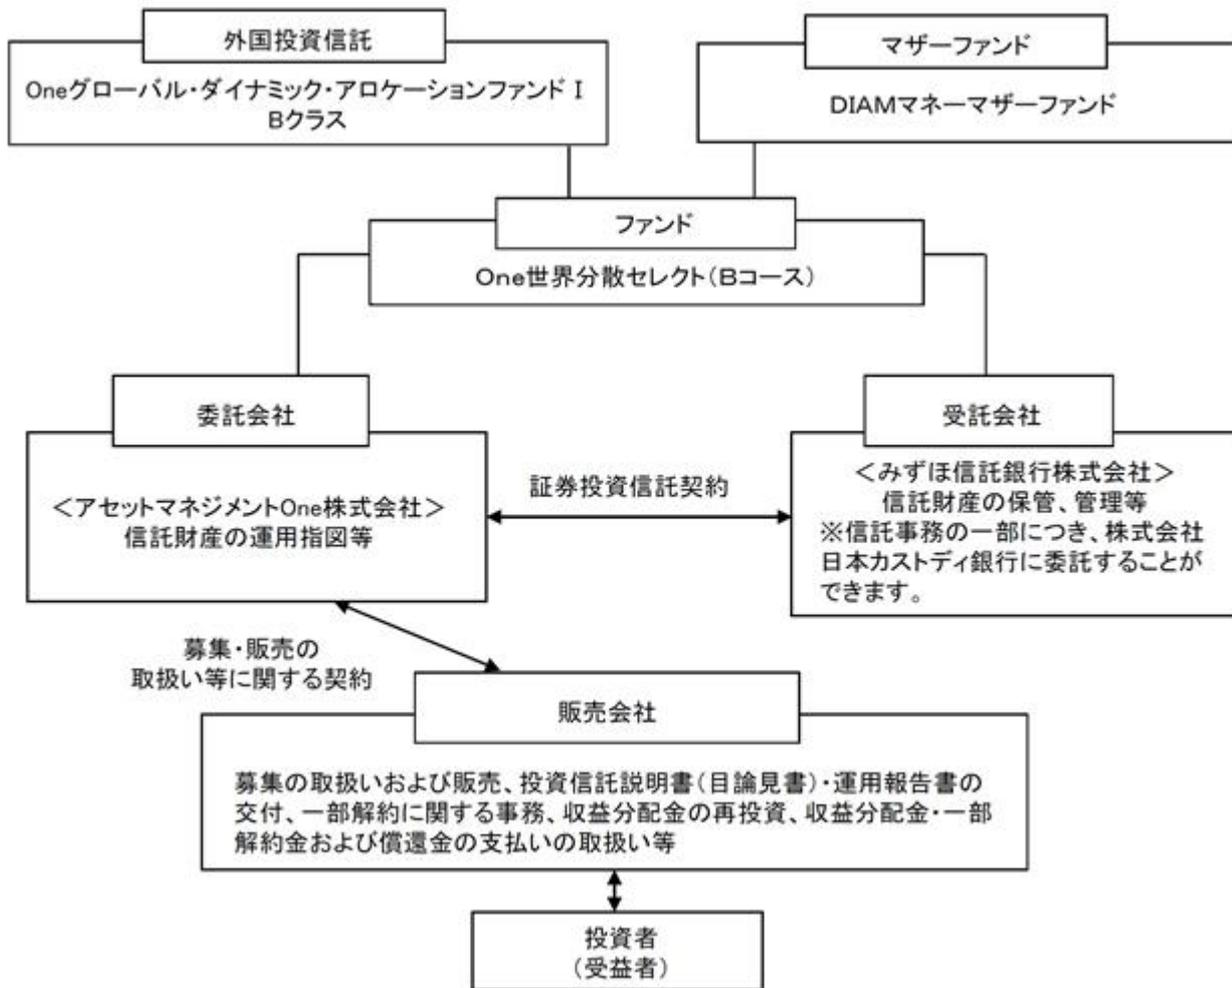 外国投資信託
Oneグローバル・ダイナミック・アロケーションファンドⅠ
Bクラス
マザーファンド
DIAMマネーマザーファンド
ファンド
One世界分散セレクト(Bコース)
委託会社
<アセットマネジメントOne株式会社>
信託財産の運用指図等
証券投資信託契約
受託会社
<みずほ信託銀行株式会社>
信託財産の保管、管理等
※信託事務の一部につき、株式会社
日本カストディ銀行に委託することが
できます。
募集・販売の
取扱い等に関する契約
販売会社
募集の取扱いおよび販売、投資信託説明書(目論見書)・運用報告書の
交付、一部解約に関する事務、収益分配金の再投資、収益分配金・一部
解約金および償還金の支払いの取扱い等
投資者
(受益者)